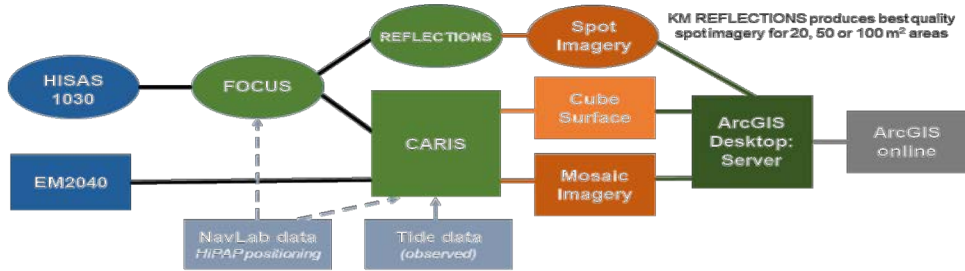 KM REFLECTIONS produces best quality
spot imagery for 20, 50 or 100 m² areas
REFLECTIONS
Spot
Imagery
HISAS
1030
FOCUS
Cube
Surface
CARIS
ArcGIS
Desktop:
Server
ArcGIS
online
EM2040
Mosaic
Imagery
NavLab data
HiPAP positioning
Tide data
(observed)